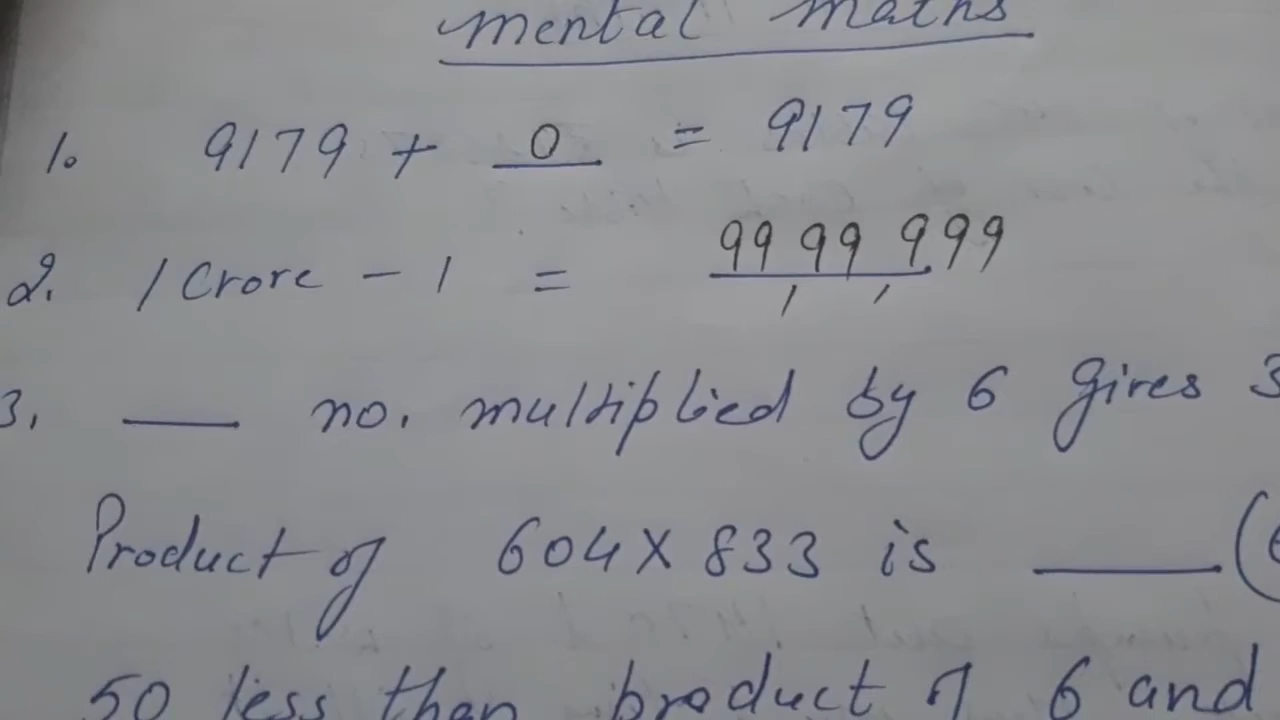 Mental Maths
1. 9179 + 0 = 9179
2. 1 Crore - 1 = 99 99 999
3. ___ no. multiplied by 6 gives 3
Product of 604 X 833 is ___ (
50 less than product of 6 and